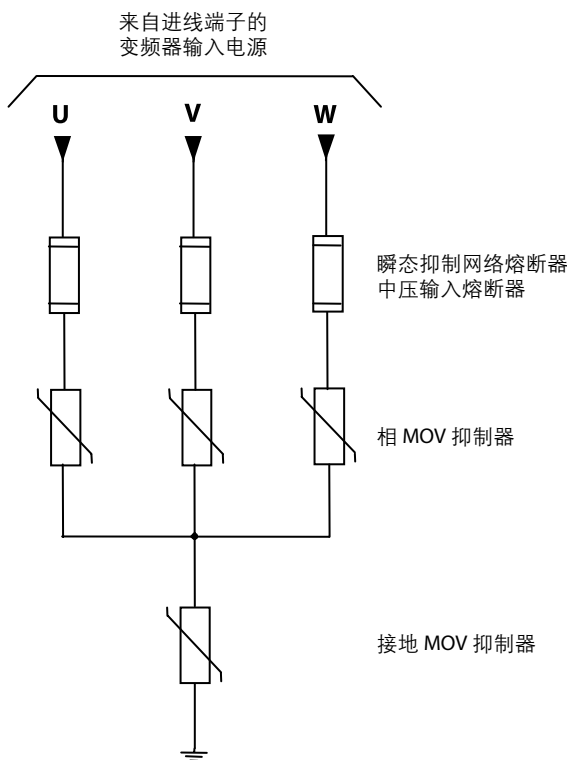 来自进线端子的
变频器输入电源
U V W
瞬态抑制网络熔断器
中压输入熔断器
相 MOV 抑制器
接地 MOV 抑制器